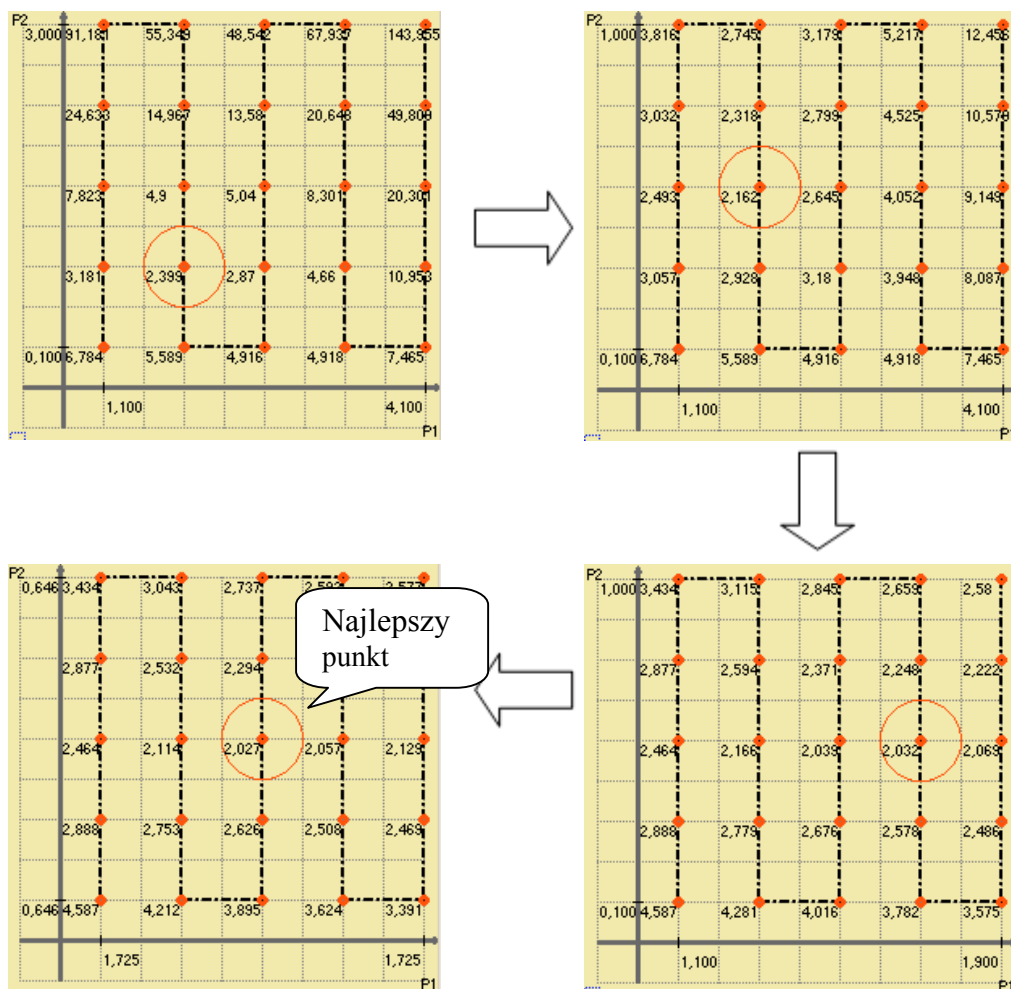 P2
3,000 55,349 48,542 143,955
24,633 14,967 13,58 20,648 49,809
7,823 4,9 5,04 8,301 20,301
3,181 2,399 2,87 4,66 10,953
0,100 6,784 5,589 4,916 4,918 7,465
1,100 4,100
P1
P2
1,000 3,816 2,745 3,179 5,217 12,456
3,032 2,318 2,799 4,525 10,579
2,493 2,162 2,645 4,052 9,149
3,057 2,928 3,18 3,948 8,087
0,100 6,784 5,589 4,916 4,918 7,465
1,100 4,100
P1
P2
0,646 3,434 3,043 2,737
Najlepszy
punkt
2,877 2,532 2,294
2,464 2,114 2,027 2,057 2,129
2,888 2,753 2,626 2,508 2,469
0,646 4,587 4,212 3,895 3,624 3,391
1,725 1,725
P1
P2
1,000 3,434 3,115 2,845 2,659 2,58
2,877 2,594 2,371 2,248 2,222
2,464 2,166 2,039 2,032 2,069
2,888 2,779 2,676 2,578 2,486
0,100 4,587 4,281 4,016 3,782 3,575
1,100 1,900
P1